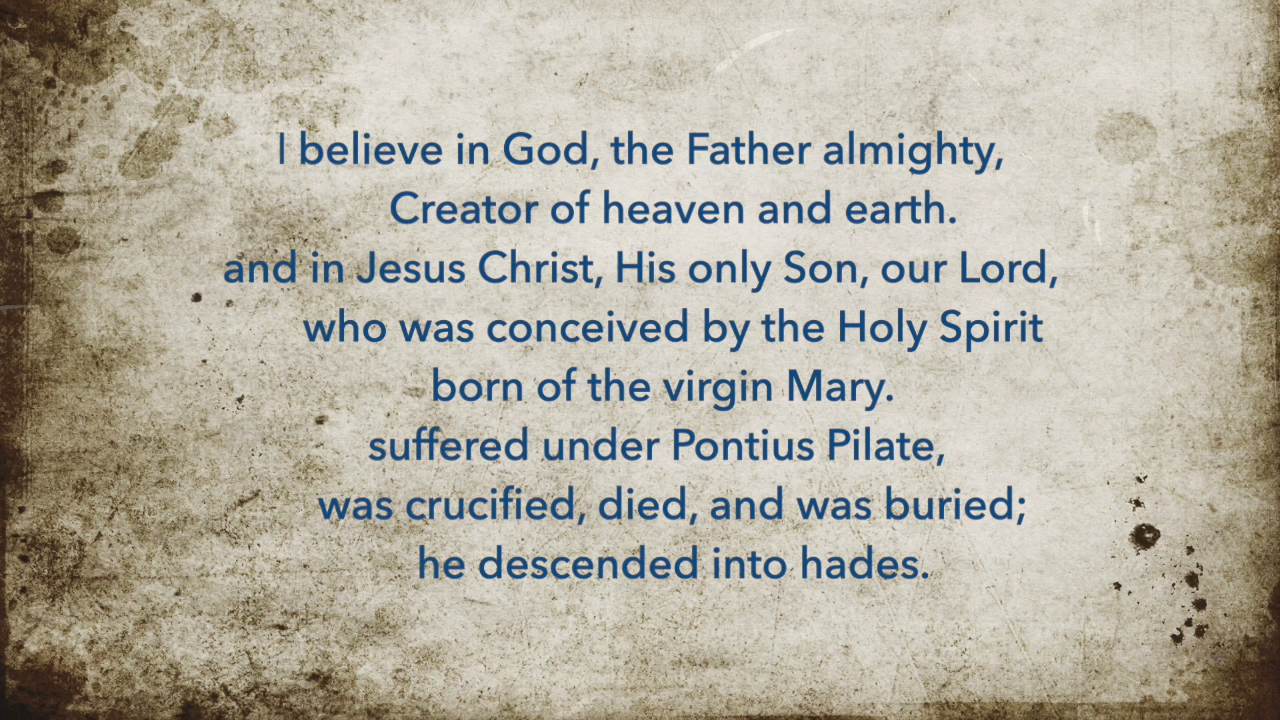 I believe in God, the Father almighty,
Creator of heaven and earth.
and in Jesus Christ, His only Son, our Lord,
who was conceived by the Holy Spirit
born of the virgin Mary.
suffered under Pontius Pilate,
was crucified, died, and was buried;
he descended into hades.